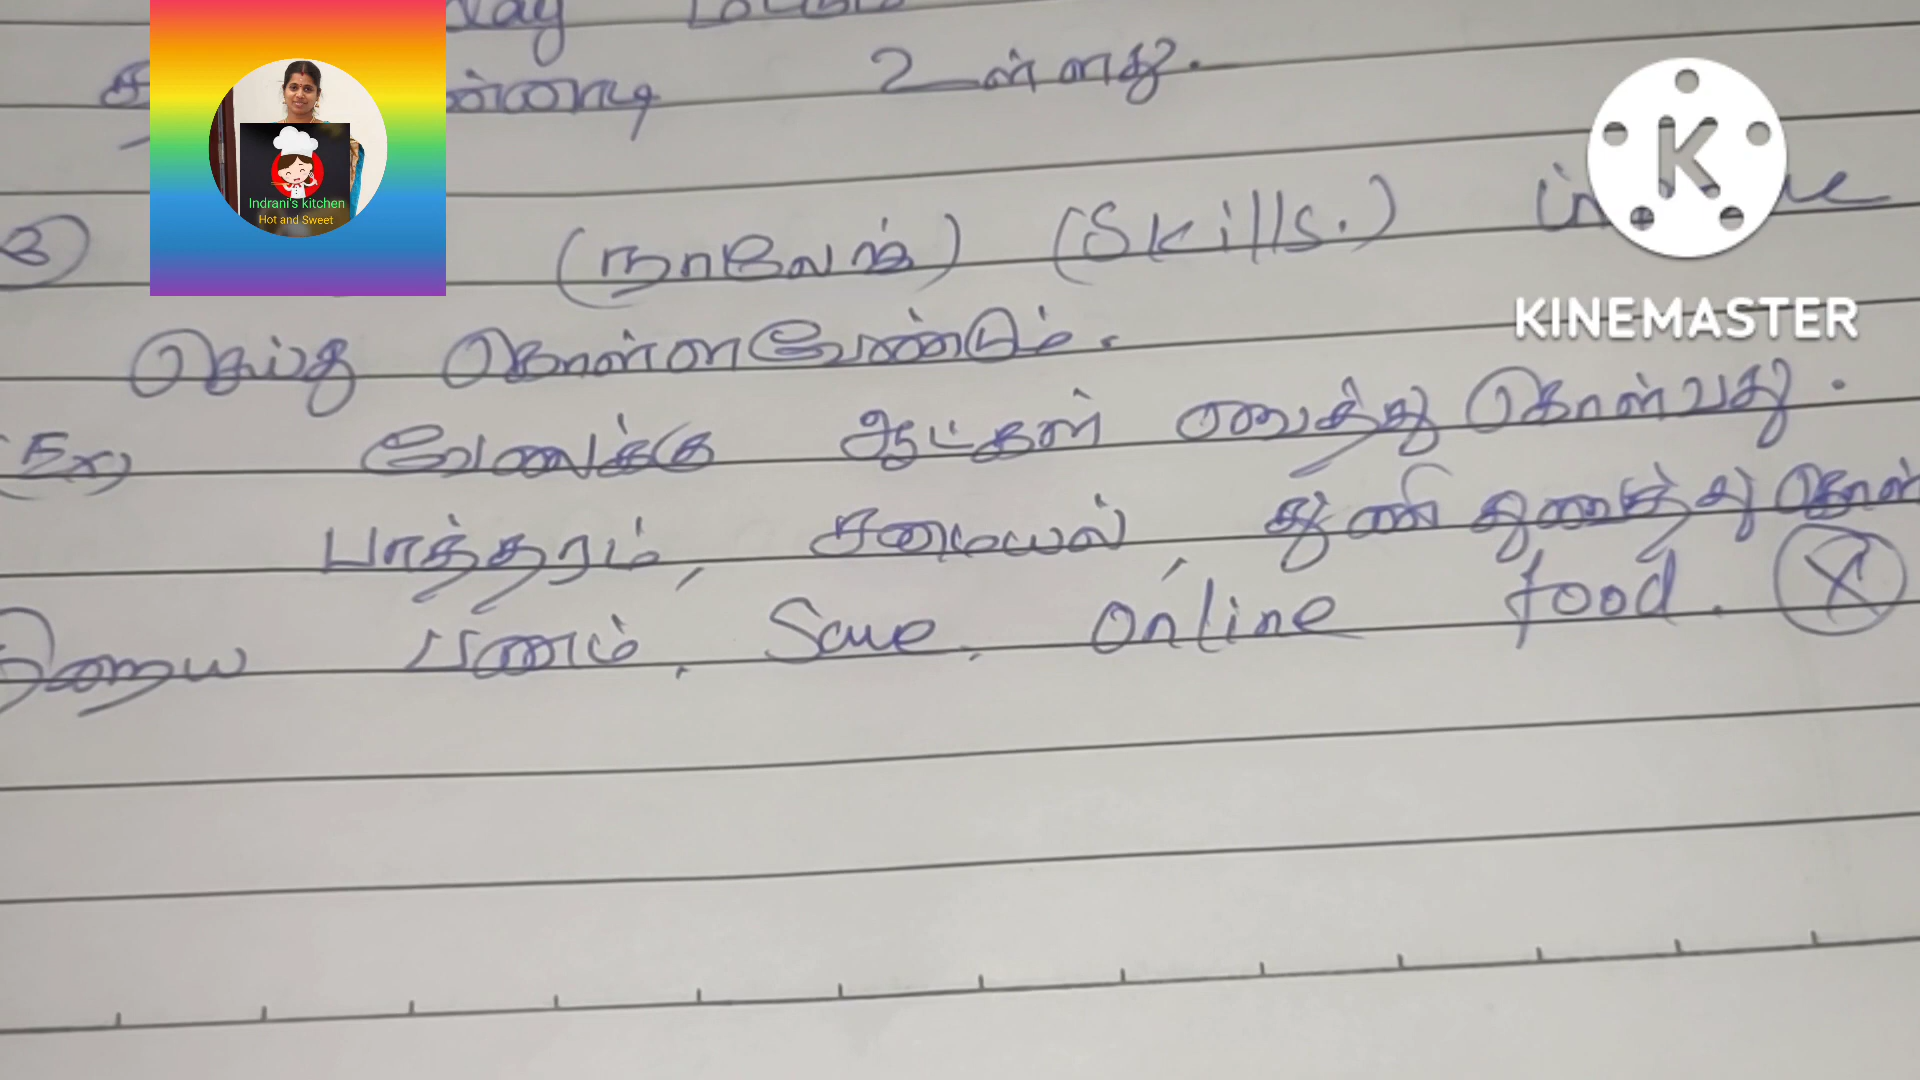 உள்ளது.
Indrani's kitchen
Hot and Sweet
3) (நாலேஜ்) (Skills.)
KINEMASTER
செய்து கொள்ளவேண்டும்.
(Ex) வேலைக்கு ஆட்கள் வைத்து கொள்வது.
பாத்திரம், சமையல், துணி துவைத்து கொள்
நிறைய பணம். Save. Online food. X